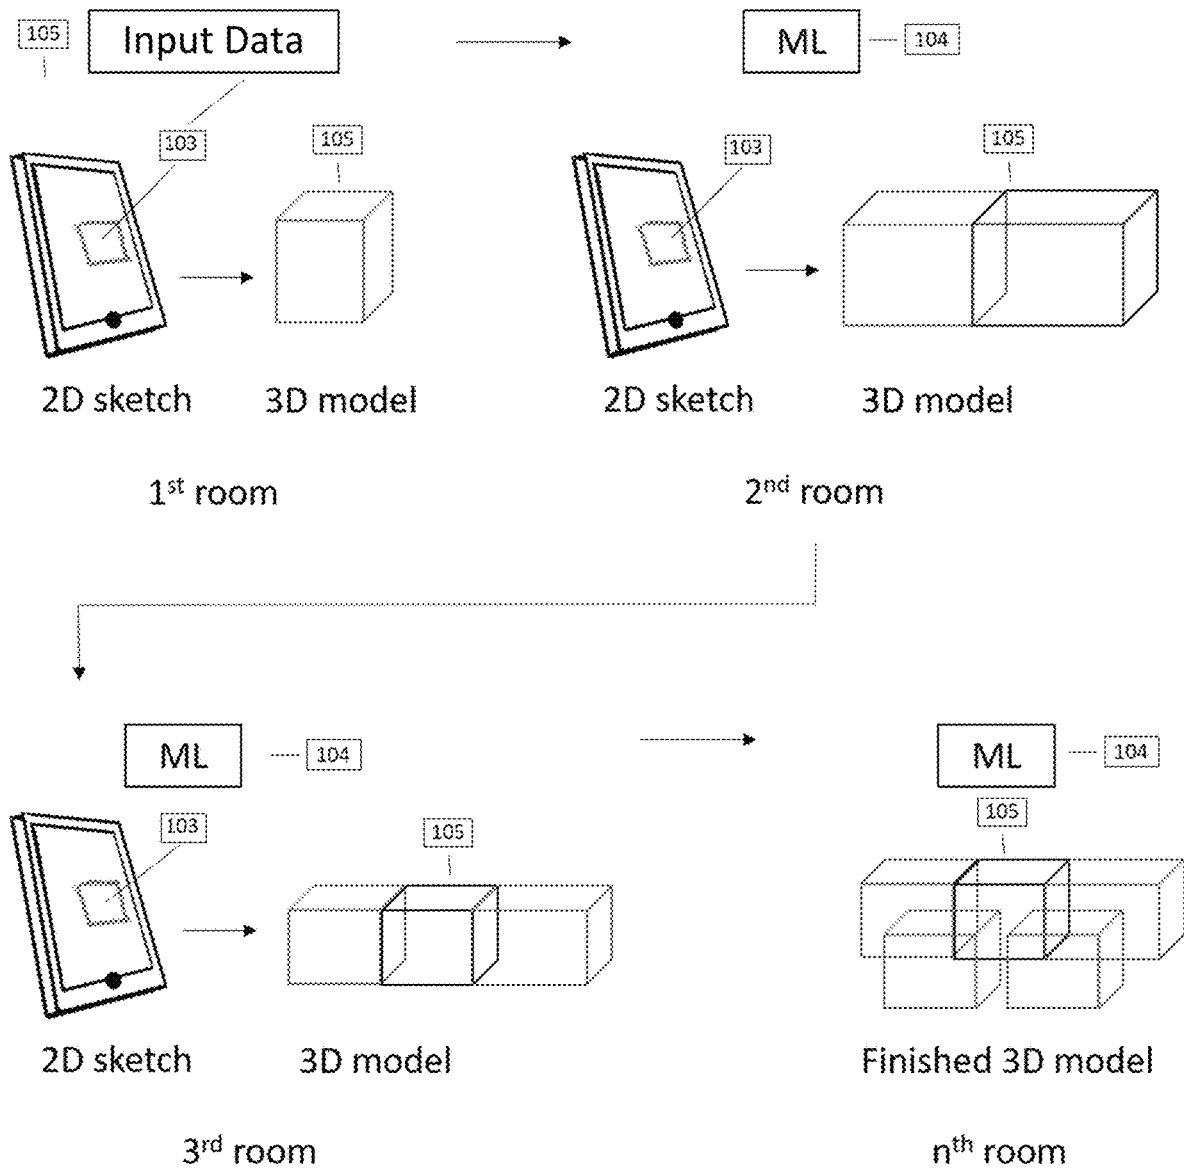 105
Input Data
ML
104
103
105
103
105
2D sketch
3D model
2D sketch
3D model
1st room
2nd room
ML
104
ML
104
103
105
105
2D sketch
3D model
Finished 3D model
3rd room
nth room